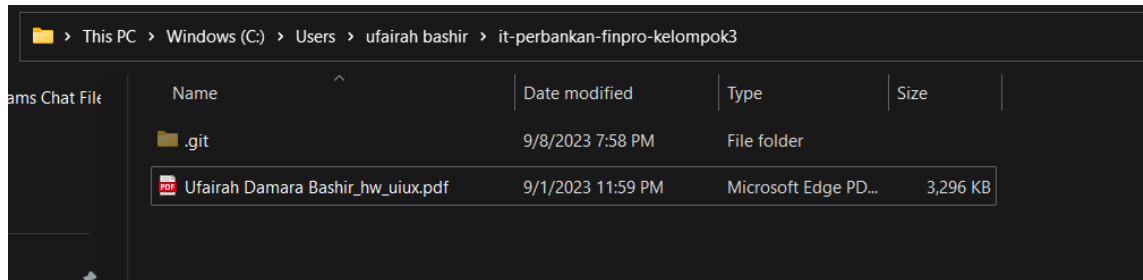 This PC > Windows (C:) > Users > ufairah bashir > it-perbankan-finpro-kelompok3
ams Chat File
Name Date modified Type Size
.git 9/8/2023 7:58 PM File folder
PDF Ufairah Damara Bashir_hw_uiux.pdf 9/1/2023 11:59 PM Microsoft Edge PD... 3,296 KB